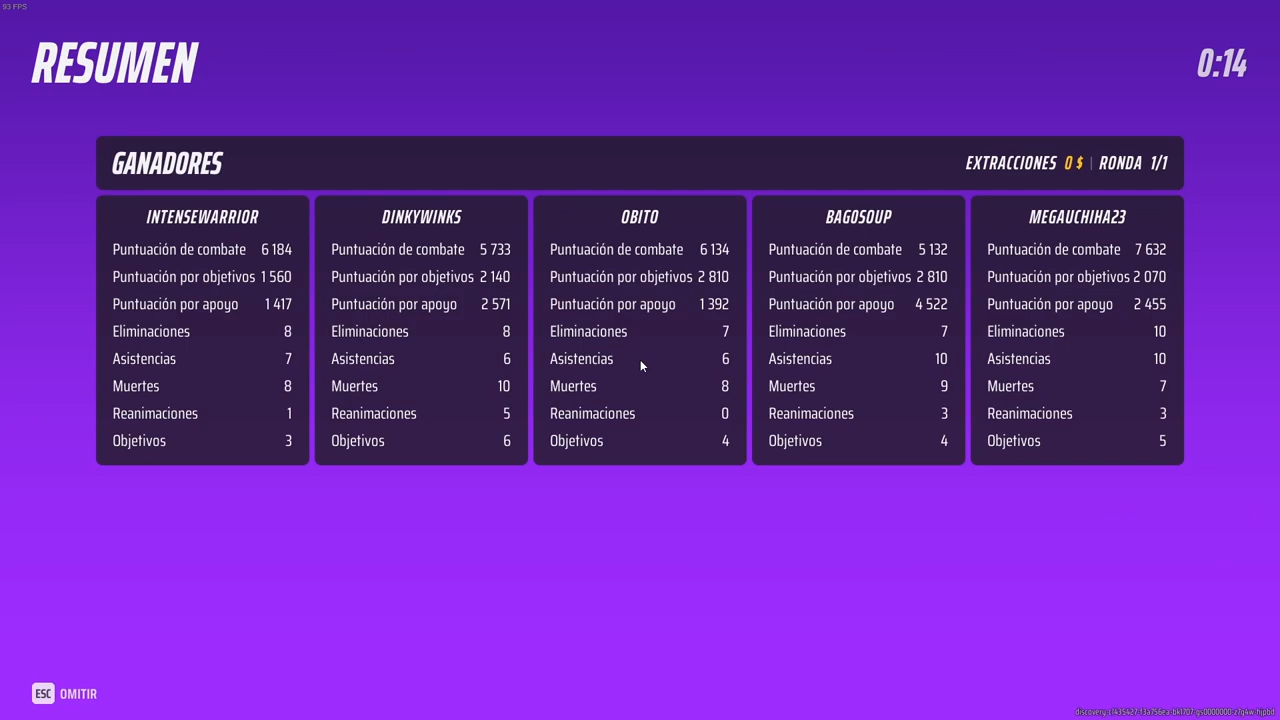 93 FPS
RESUMEN
0:14
GANADORES
EXTRACCIONES 0 $ | RONDA 1/1
INTENSEWARRIOR
Puntuación de combate 6 184
Puntuación por objetivos 1 560
Puntuación por apoyo 1 417
Eliminaciones 8
Asistencias 7
Muertes 8
Reanimaciones 1
Objetivos 3
DINKYWINKS
Puntuación de combate 5 733
Puntuación por objetivos 2 140
Puntuación por apoyo 2 571
Eliminaciones 8
Asistencias 6
Muertes 10
Reanimaciones 5
Objetivos 6
OBITO
Puntuación de combate 6 134
Puntuación por objetivos 2 810
Puntuación por apoyo 1 392
Eliminaciones 7
Asistencias 6
Muertes 8
Reanimaciones 0
Objetivos 4
BAGOSOUP
Puntuación de combate 5 132
Puntuación por objetivos 2 810
Puntuación por apoyo 4 522
Eliminaciones 7
Asistencias 10
Muertes 9
Reanimaciones 3
Objetivos 4
MEGAUCHIHA23
Puntuación de combate 7 632
Puntuación por objetivos 2 070
Puntuación por apoyo 2 455
Eliminaciones 10
Asistencias 10
Muertes 7
Reanimaciones 3
Objetivos 5
ESC OMITIR